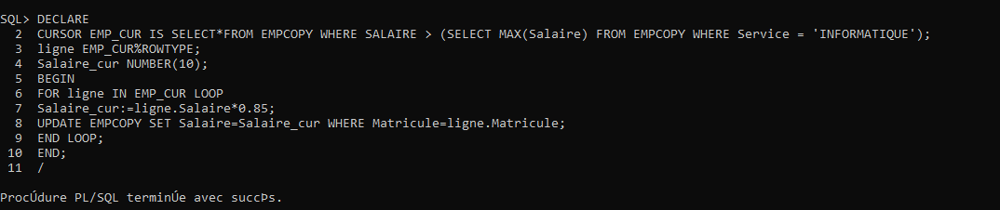 SQL> DECLARE
  2  CURSOR EMP_CUR IS SELECT*FROM EMPCOPY WHERE SALAIRE > (SELECT MAX(Salaire) FROM EMPCOPY WHERE Service = 'INFORMATIQUE');
  3  ligne EMP_CUR%ROWTYPE;
  4  Salaire_cur NUMBER(10);
  5  BEGIN
  6  FOR ligne IN EMP_CUR LOOP
  7  Salaire_cur:=ligne.Salaire*0.85;
  8  UPDATE EMPCOPY SET Salaire=Salaire_cur WHERE Matricule=ligne.Matricule;
  9  END LOOP;
 10  END;
 11  /
ProcÚdure PL/SQL terminÚe avec succÞs.